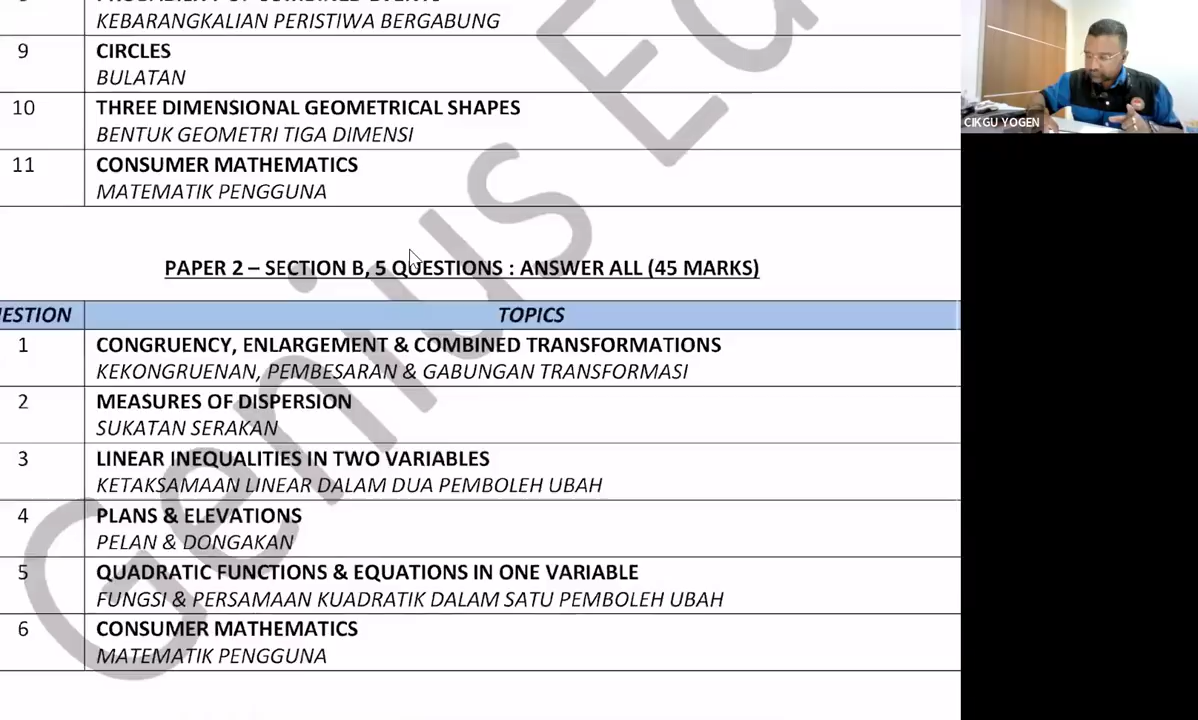 KEBARANGKALIAN PERISTIWA BERGABUNG
9 CIRCLES
BULATAN
10 THREE DIMENSIONAL GEOMETRICAL SHAPES
BENTUK GEOMETRI TIGA DIMENSI
11 CONSUMER MATHEMATICS
MATEMATIK PENGGUNA
CIKGU YOGEN
PAPER 2 – SECTION B, 5 QUESTIONS : ANSWER ALL (45 MARKS)
ESTION TOPICS
1 CONGRUENCY, ENLARGEMENT & COMBINED TRANSFORMATIONS
KEKONGRUENAN, PEMBESARAN & GABUNGAN TRANSFORMASI
2 MEASURES OF DISPERSION
SUKATAN SERAKAN
3 LINEAR INEQUALITIES IN TWO VARIABLES
KETAKSAMAAN LINEAR DALAM DUA PEMBOLEH UBAH
4 PLANS & ELEVATIONS
PELAN & DONGAKAN
5 QUADRATIC FUNCTIONS & EQUATIONS IN ONE VARIABLE
FUNGSI & PERSAMAAN KUADRATIK DALAM SATU PEMBOLEH UBAH
6 CONSUMER MATHEMATICS
MATEMATIK PENGGUNA
Genius Ed